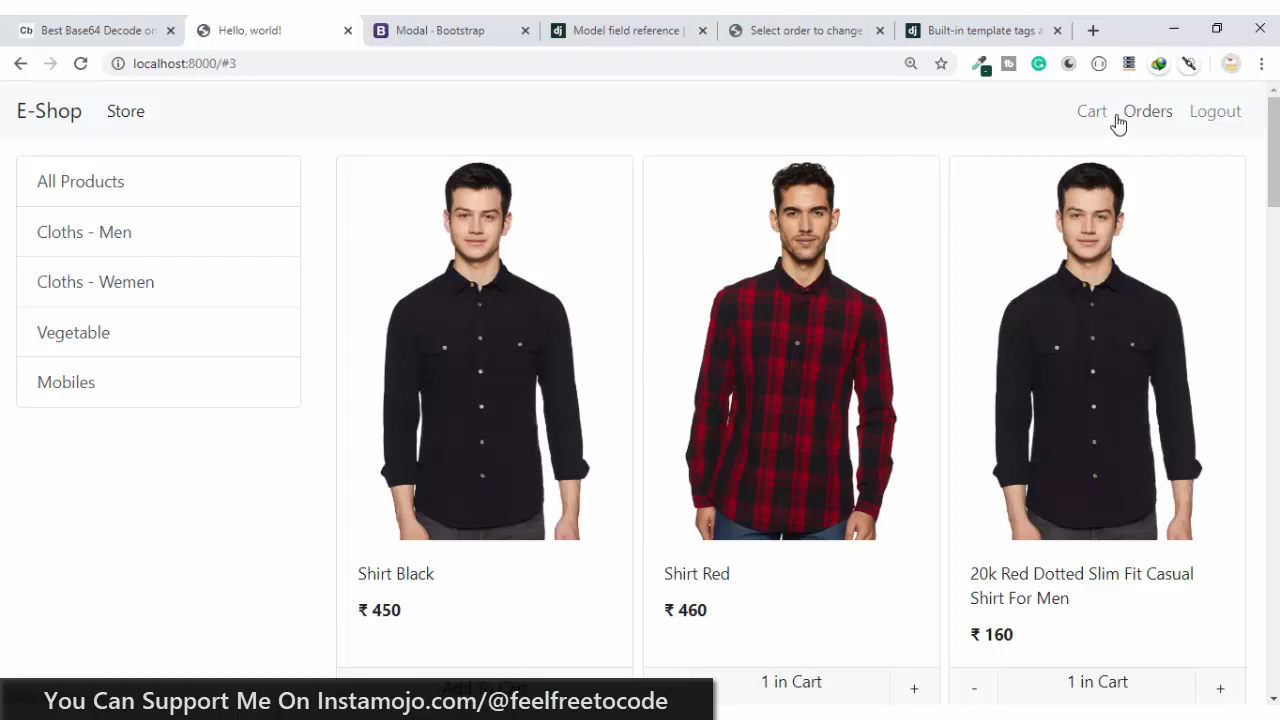 Best Base64 Decode on
Hello, world!
Modal · Bootstrap
Model field reference |
Select order to change
Built-in template tags a
localhost:8000/#3
E-Shop
Store
Cart
Orders
Logout
All Products
Cloths - Men
Cloths - Women
Vegetable
Mobiles
Shirt Black
₹ 450
Shirt Red
₹ 460
20k Red Dotted Slim Fit Casual
Shirt For Men
₹ 160
1 in Cart
+
-
1 in Cart
+
You Can Support Me On Instamojo.com/@feelfreetocode